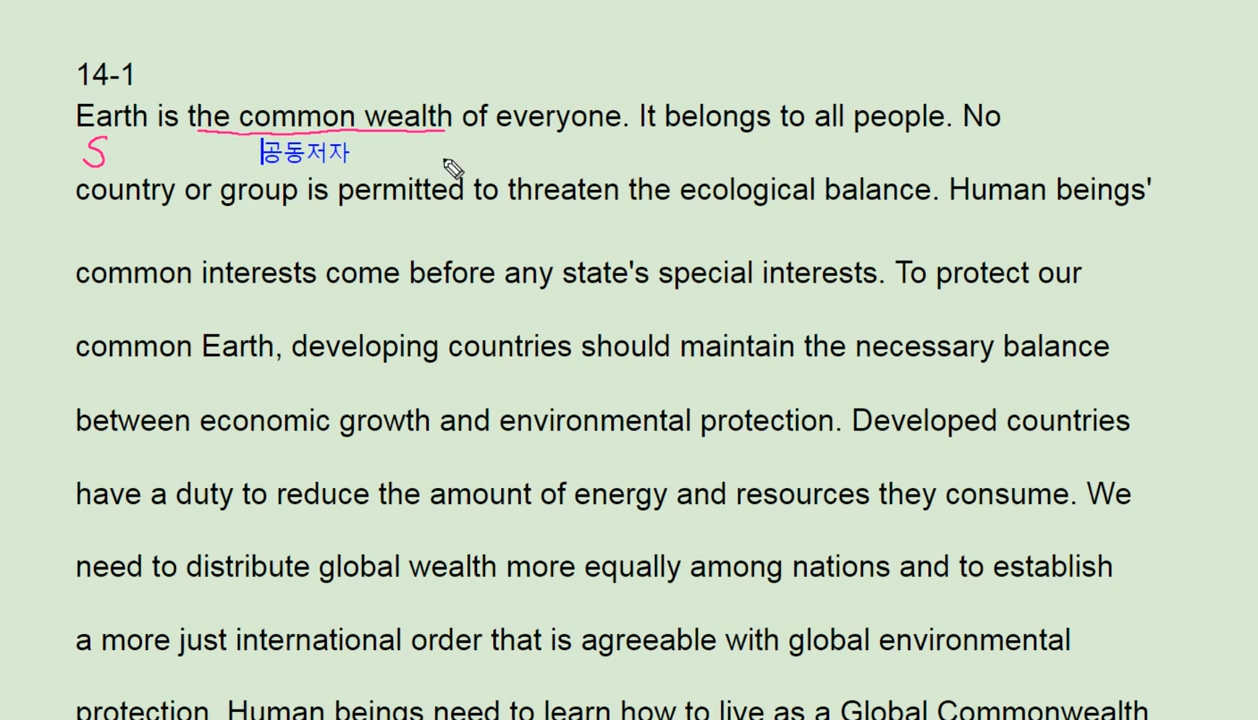 14-1
Earth is the common wealth of everyone. It belongs to all people. No
S 공동저자
country or group is permitted to threaten the ecological balance. Human beings'
common interests come before any state's special interests. To protect our
common Earth, developing countries should maintain the necessary balance
between economic growth and environmental protection. Developed countries
have a duty to reduce the amount of energy and resources they consume. We
need to distribute global wealth more equally among nations and to establish
a more just international order that is agreeable with global environmental
protection. Human beings need to learn how to live as a Global Commonwealth